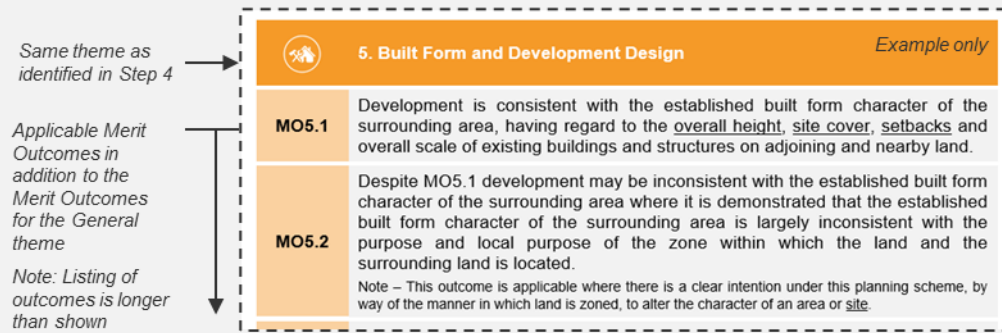 Same theme as
identified in Step 4
Applicable Merit
Outcomes in
addition to the
Merit Outcomes
for the General
theme
Note: Listing of
outcomes is longer
than shown
5. Built Form and Development Design
Example only
MO5.1
Development is consistent with the established built form character of the
surrounding area, having regard to the overall height, site cover, setbacks and
overall scale of existing buildings and structures on adjoining and nearby land.
MO5.2
Despite MO5.1 development may be inconsistent with the established built form
character of the surrounding area where it is demonstrated that the established
built form character of the surrounding area is largely inconsistent with the
purpose and local purpose of the zone within which the land and the
surrounding land is located.
Note – This outcome is applicable where there is a clear intention under this planning scheme, by
way of the manner in which land is zoned, to alter the character of an area or site.